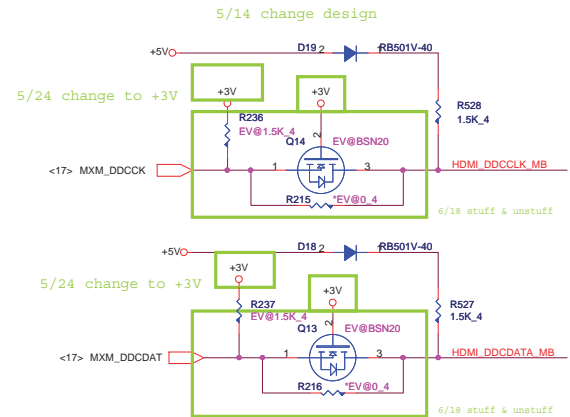 5/14 change design
+5V
D19 2
1
RB501V-40
5/24 change to +3V
+3V
+3V
R236
EV@1.5K_4
2
EV@BSN20
Q14
R528
1.5K_4
<17> MXM_DDCCK
1
3
HDMI_DDCCLK_MB
R215
*EV@0_4
6/18 stuff & unstuff
+5V
D18 2
1
RB501V-40
5/24 change to +3V
+3V
+3V
R237
EV@1.5K_4
2
EV@BSN20
Q13
R527
1.5K_4
<17> MXM_DDCDAT
1
3
HDMI_DDCDATA_MB
R216
*EV@0_4
6/18 stuff & unstuff